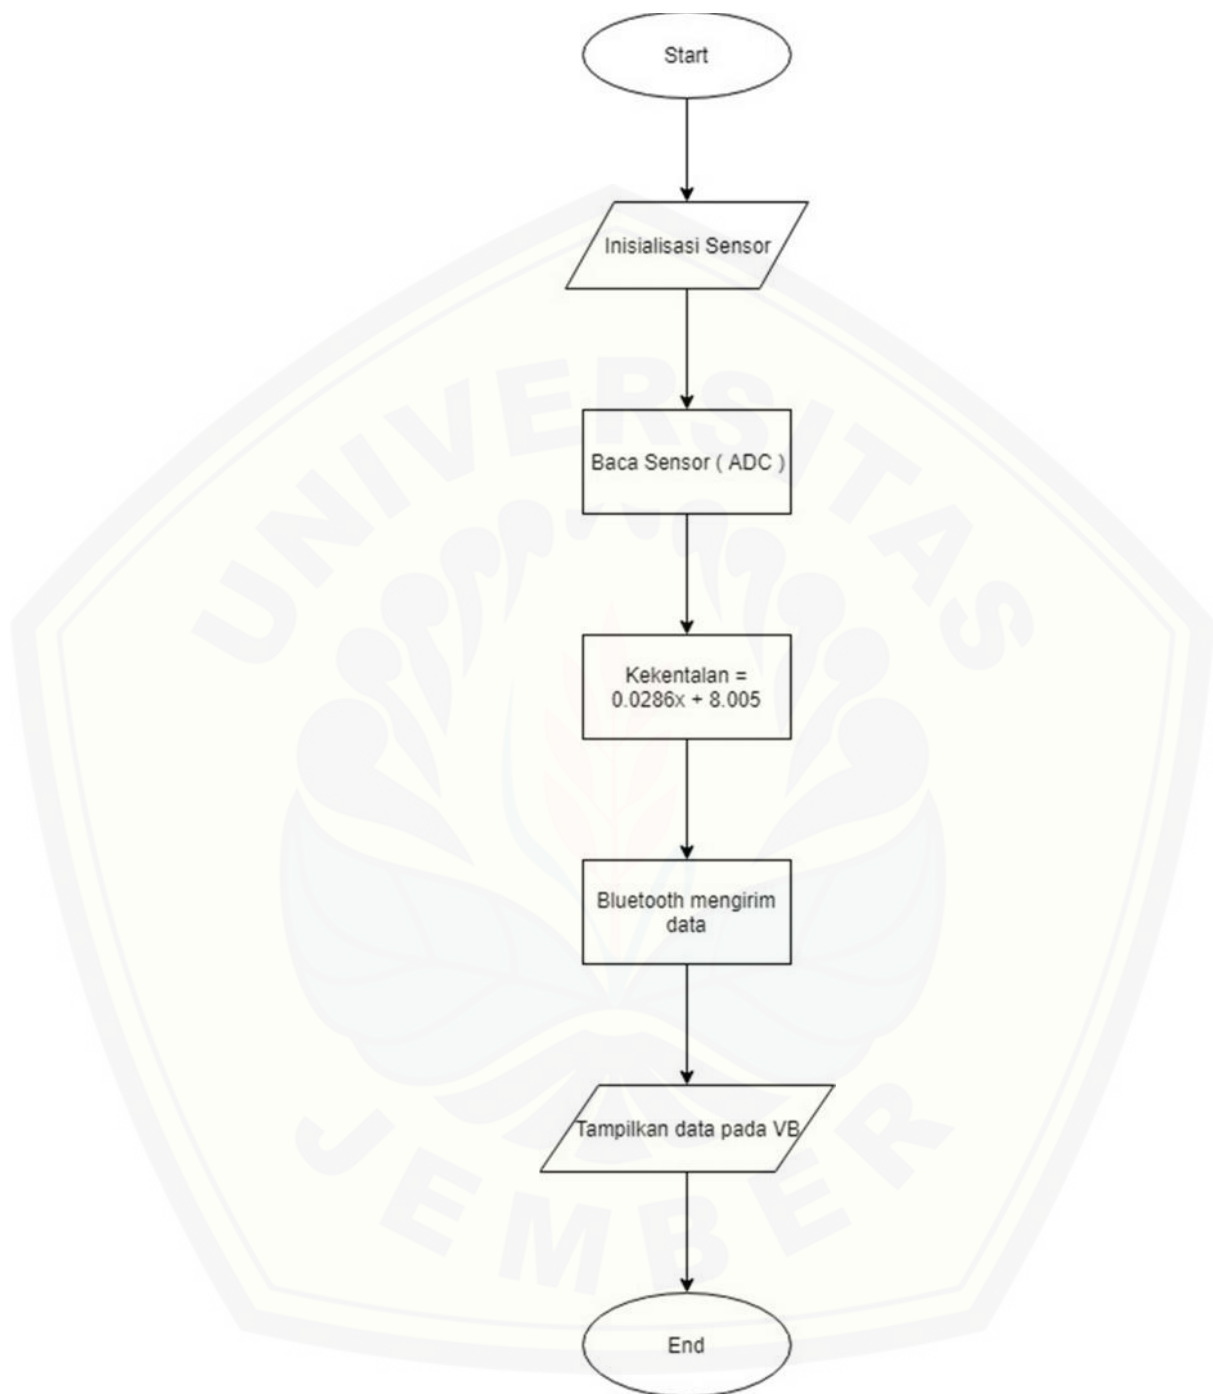 Start
Inisialisasi Sensor
Baca Sensor ( ADC )
Kekentalan =
0.0286x + 8.005
Bluetooth mengirim
data
Tampilkan data pada VB
End
UNIVERSITAS
JEMBER